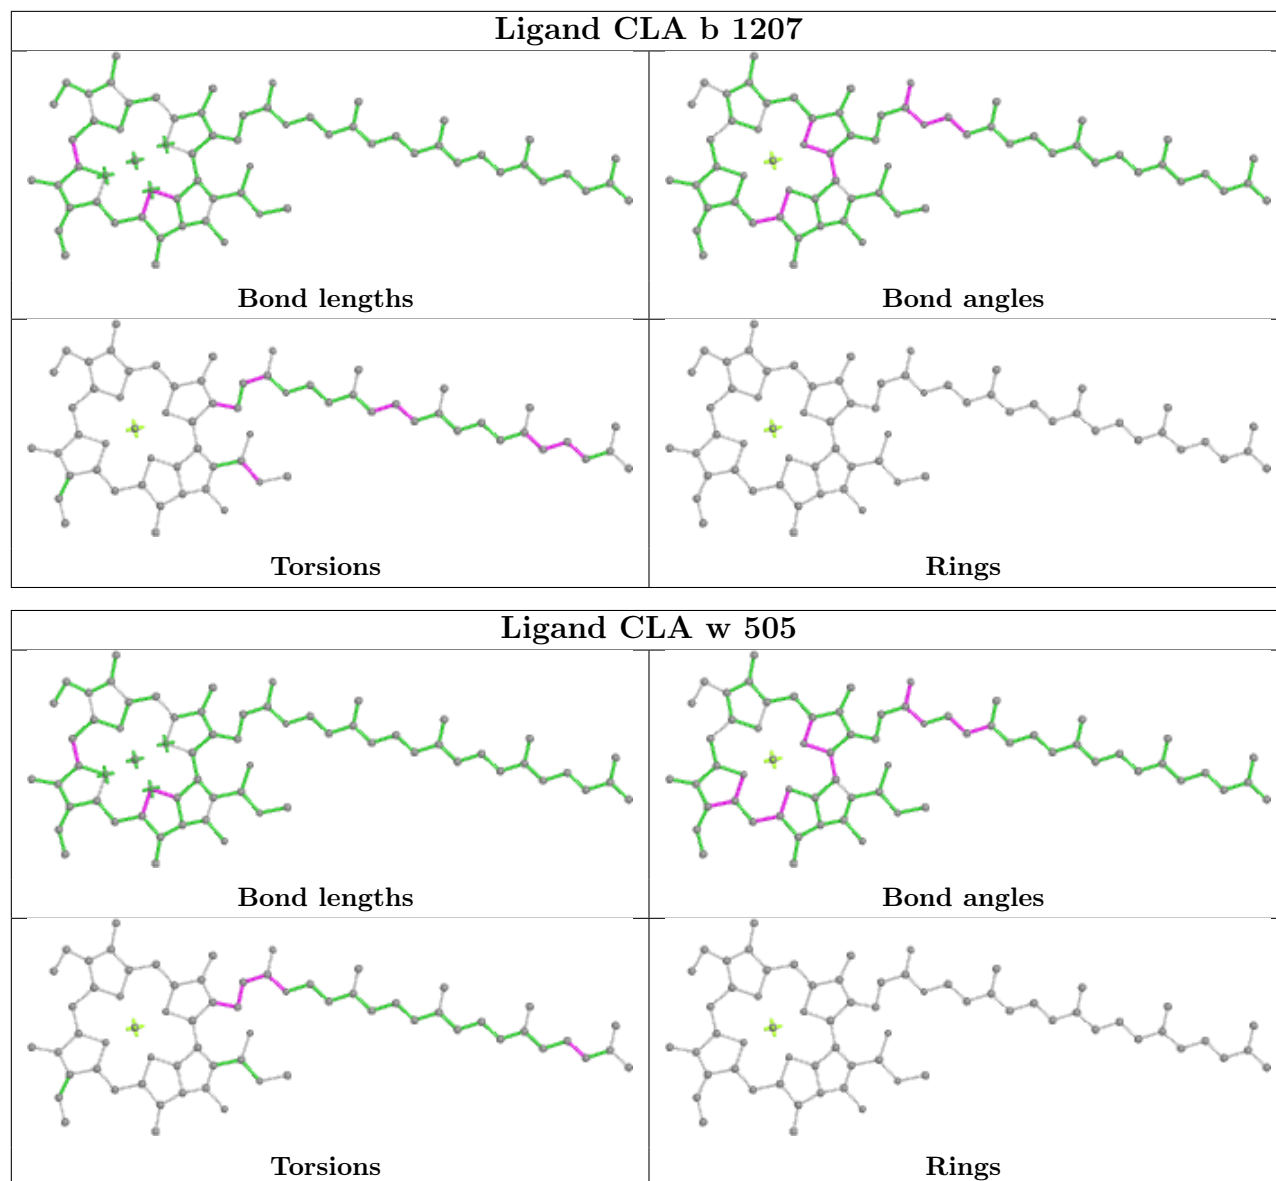 Ligand CLA b 1207
Bond lengths
Bond angles
Torsions
Rings
Ligand CLA w 505
Bond lengths
Bond angles
Torsions
Rings